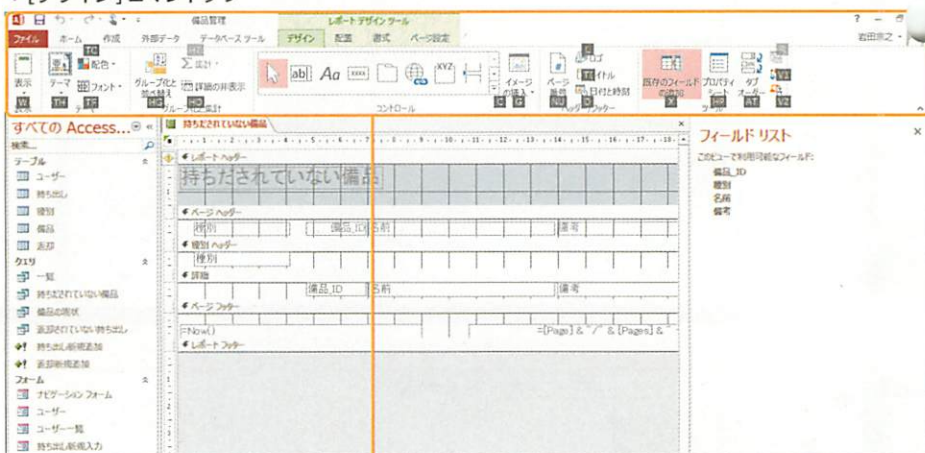 備品管理
レポート デザイン ツール
ファイル ホーム 作成 外部データ データベース ツール デザイン 配置 書式 ページ設定
岩田宗之
表示
テーマ
配色
フォント
グループ化と並べ替え
Σ 集計
詳細の非表示
ab| Aa XYZ
イメージの挿入
ページ番号
日付と時刻
既存のフィールドの追加
プロパティ シート
タブ オーダー
コントロール
すべての Access...
検索...
テーブル
ユーザー
持ち出し
種別
備品
返却
クエリ
一覧
持ちだされていない備品
備品の現状
返却されていない持ち出し
持ち出し新規追加
返却新規追加
フォーム
ナビゲーション フォーム
ユーザー
ユーザー一覧
持ち出し新規入力
持ちだされていない備品
レポート ヘッダー
持ちだされていない備品
ページ ヘッダー
種別 備品_ID 名前 備考
種別 ヘッダー
種別
詳細
備品_ID 名前 備考
ページ フッター
=Now() =[Page] & "/" & [Pages] & "
レポート フッター
フィールド リスト
このビューで利用可能なフィールド:
備品_ID
種別
名前
備考